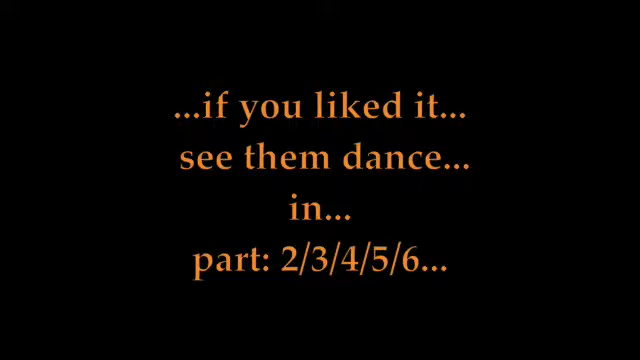 ...if you liked it...
see them dance...
in...
part: 2/3/4/5/6...